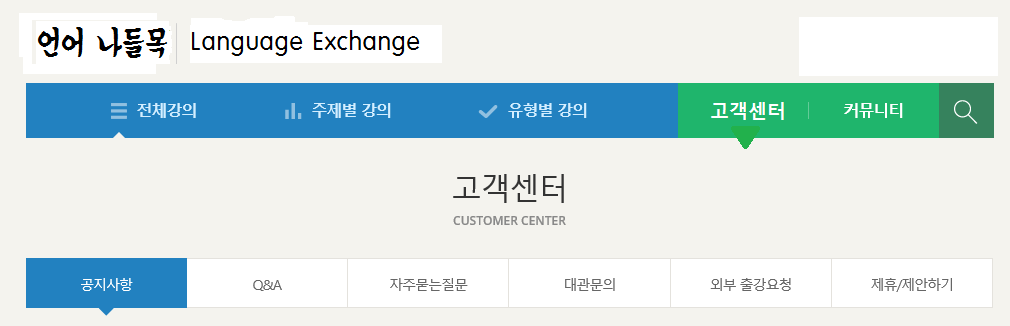 언어 나들목 Language Exchange
전체강의 주제별 강의 유형별 강의 고객센터 커뮤니티
고객센터
CUSTOMER CENTER
공지사항 Q&A 자주묻는질문 대관문의 외부 출강요청 제휴/제안하기